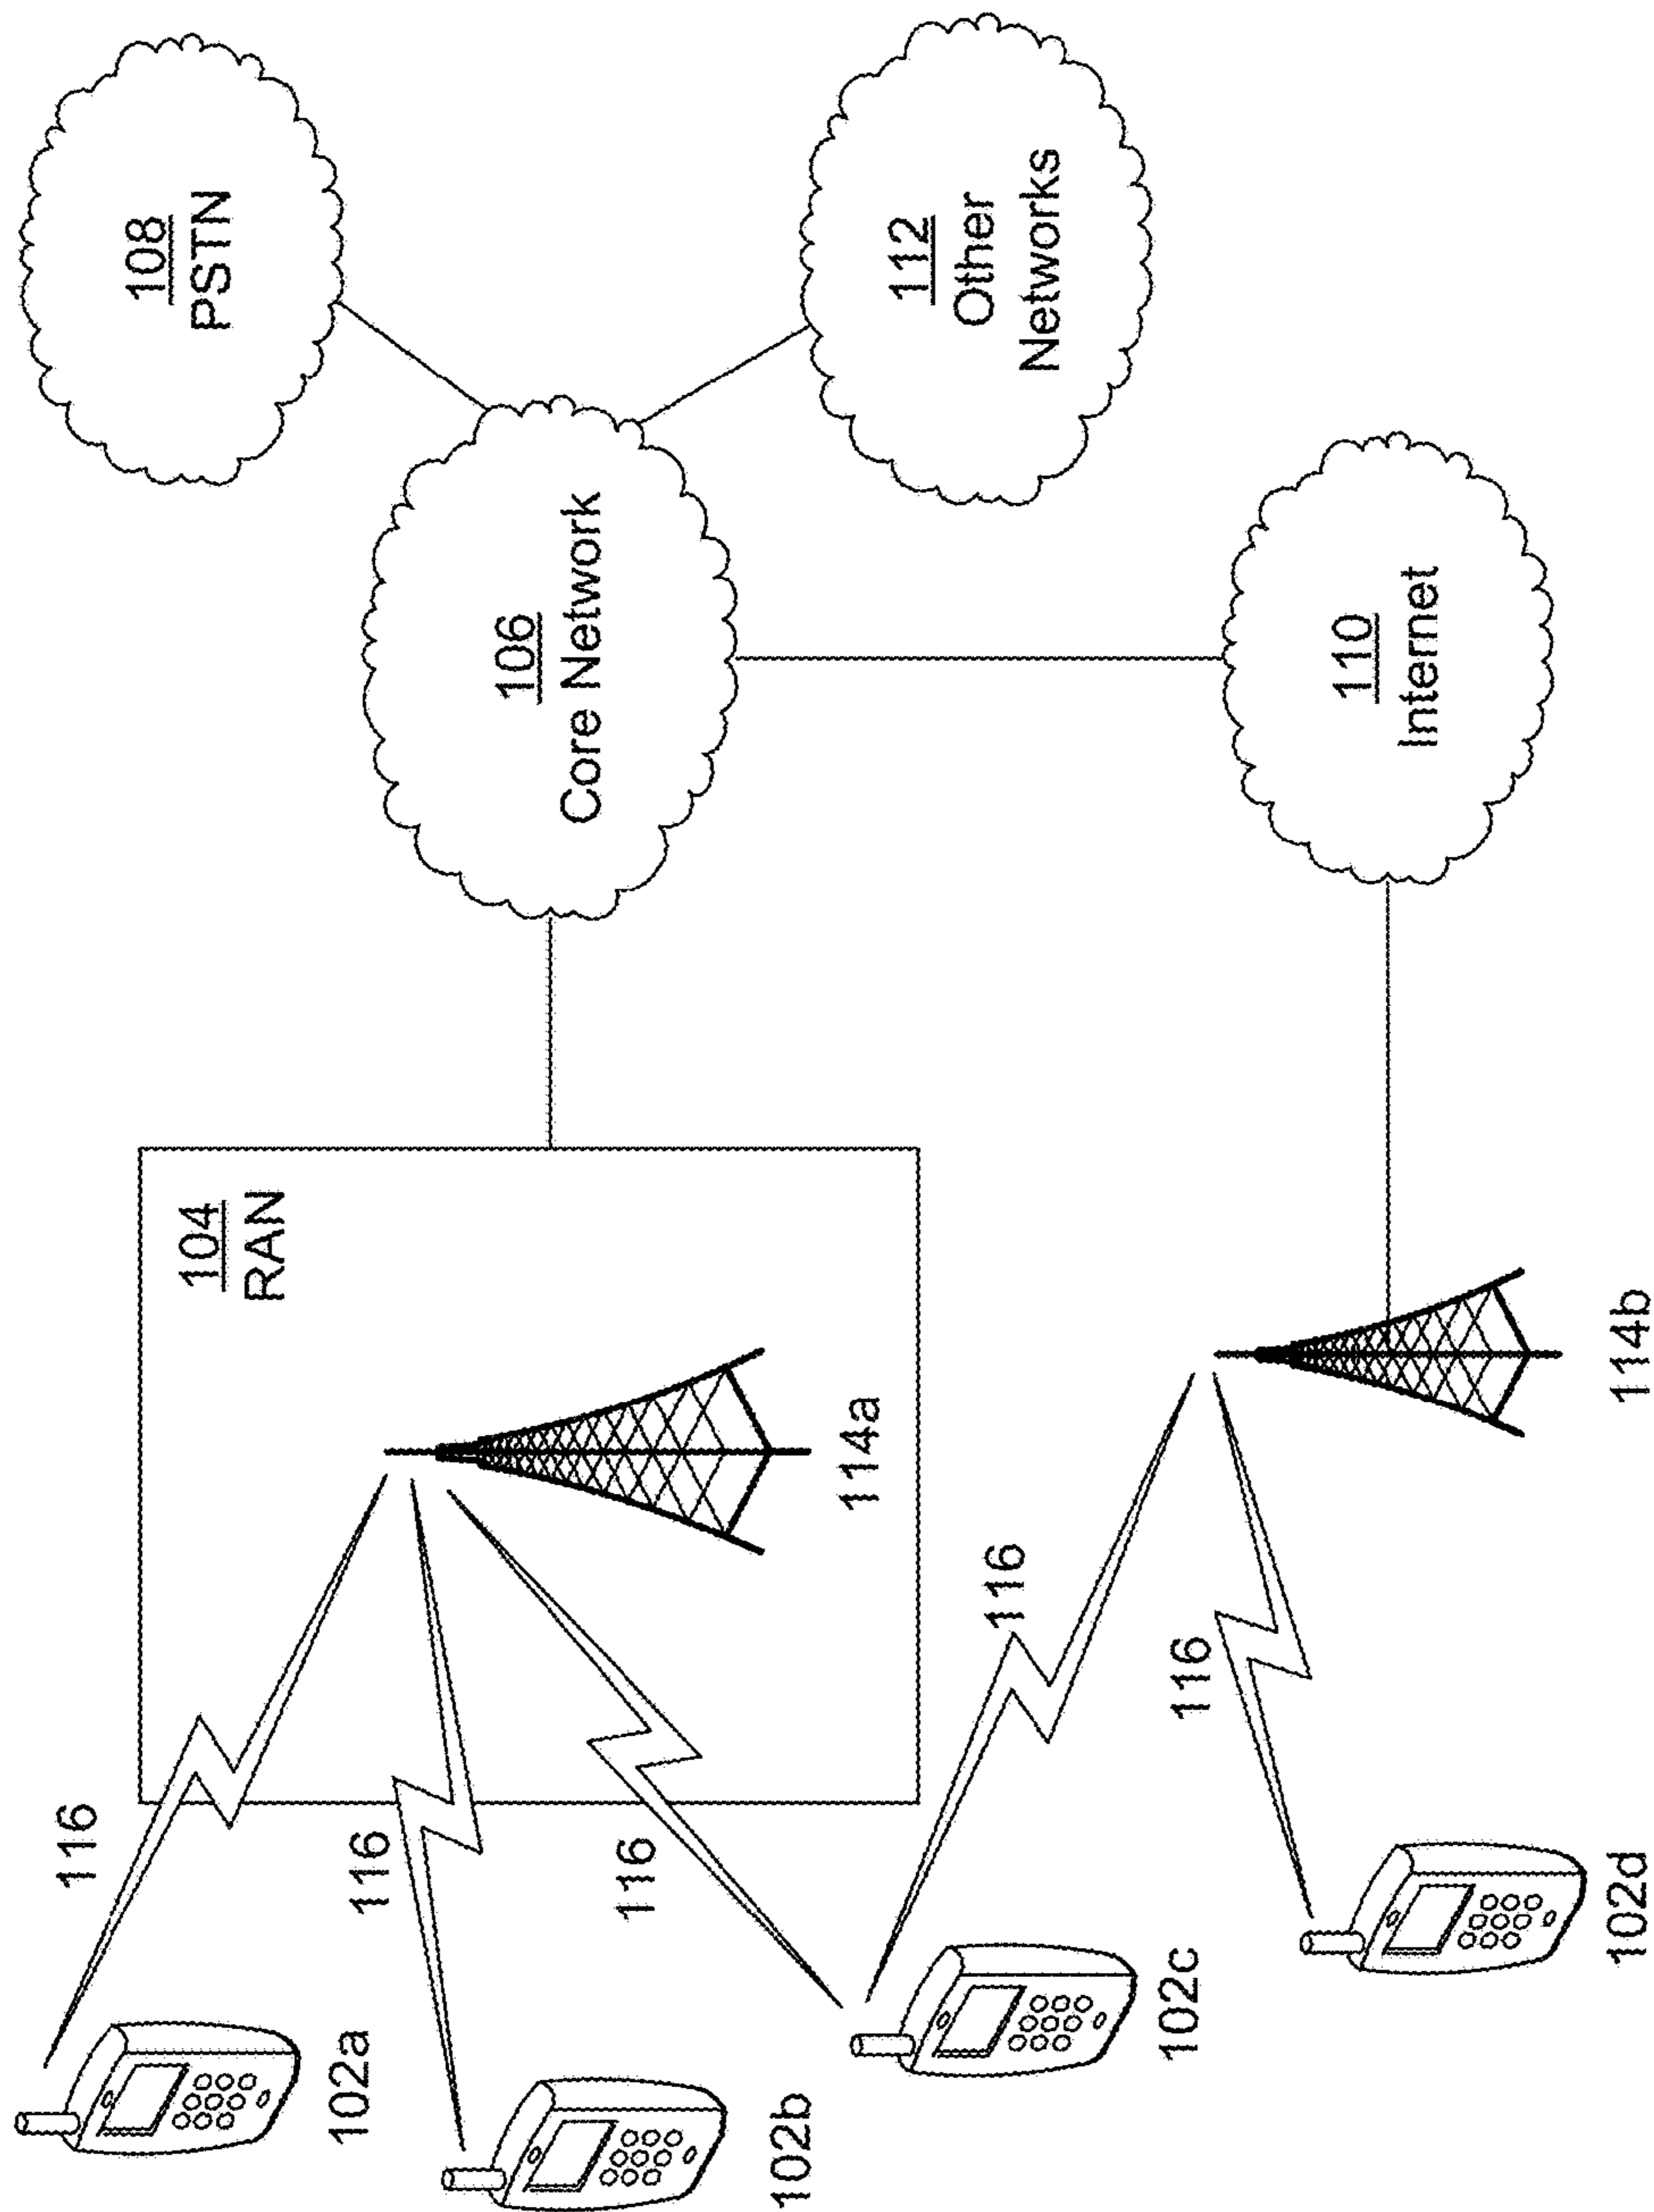 116
102a
104
RAN
114a
116
102b
116
102c
116
116
102d
114b
106
Core Network
108
PSTN
112
Other
Networks
110
Internet